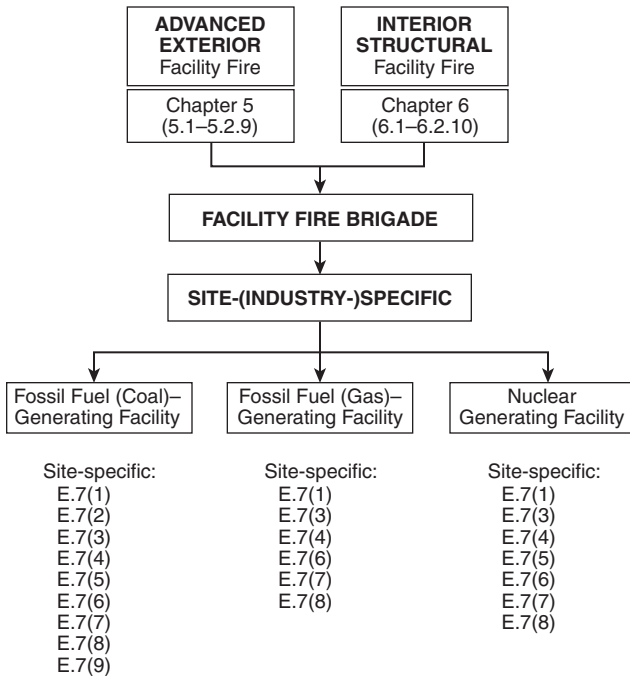 ADVANCED
EXTERIOR
Facility Fire
Chapter 5
(5.1–5.2.9)
INTERIOR
STRUCTURAL
Facility Fire
Chapter 6
(6.1–6.2.10)
FACILITY FIRE BRIGADE
SITE-(INDUSTRY-)SPECIFIC
Fossil Fuel (Coal)–
Generating Facility
Site-specific:
E.7(1)
E.7(2)
E.7(3)
E.7(4)
E.7(5)
E.7(6)
E.7(7)
E.7(8)
E.7(9)
Fossil Fuel (Gas)–
Generating Facility
Site-specific:
E.7(1)
E.7(3)
E.7(4)
E.7(6)
E.7(7)
E.7(8)
Nuclear
Generating Facility
Site-specific:
E.7(1)
E.7(3)
E.7(4)
E.7(5)
E.7(6)
E.7(7)
E.7(8)